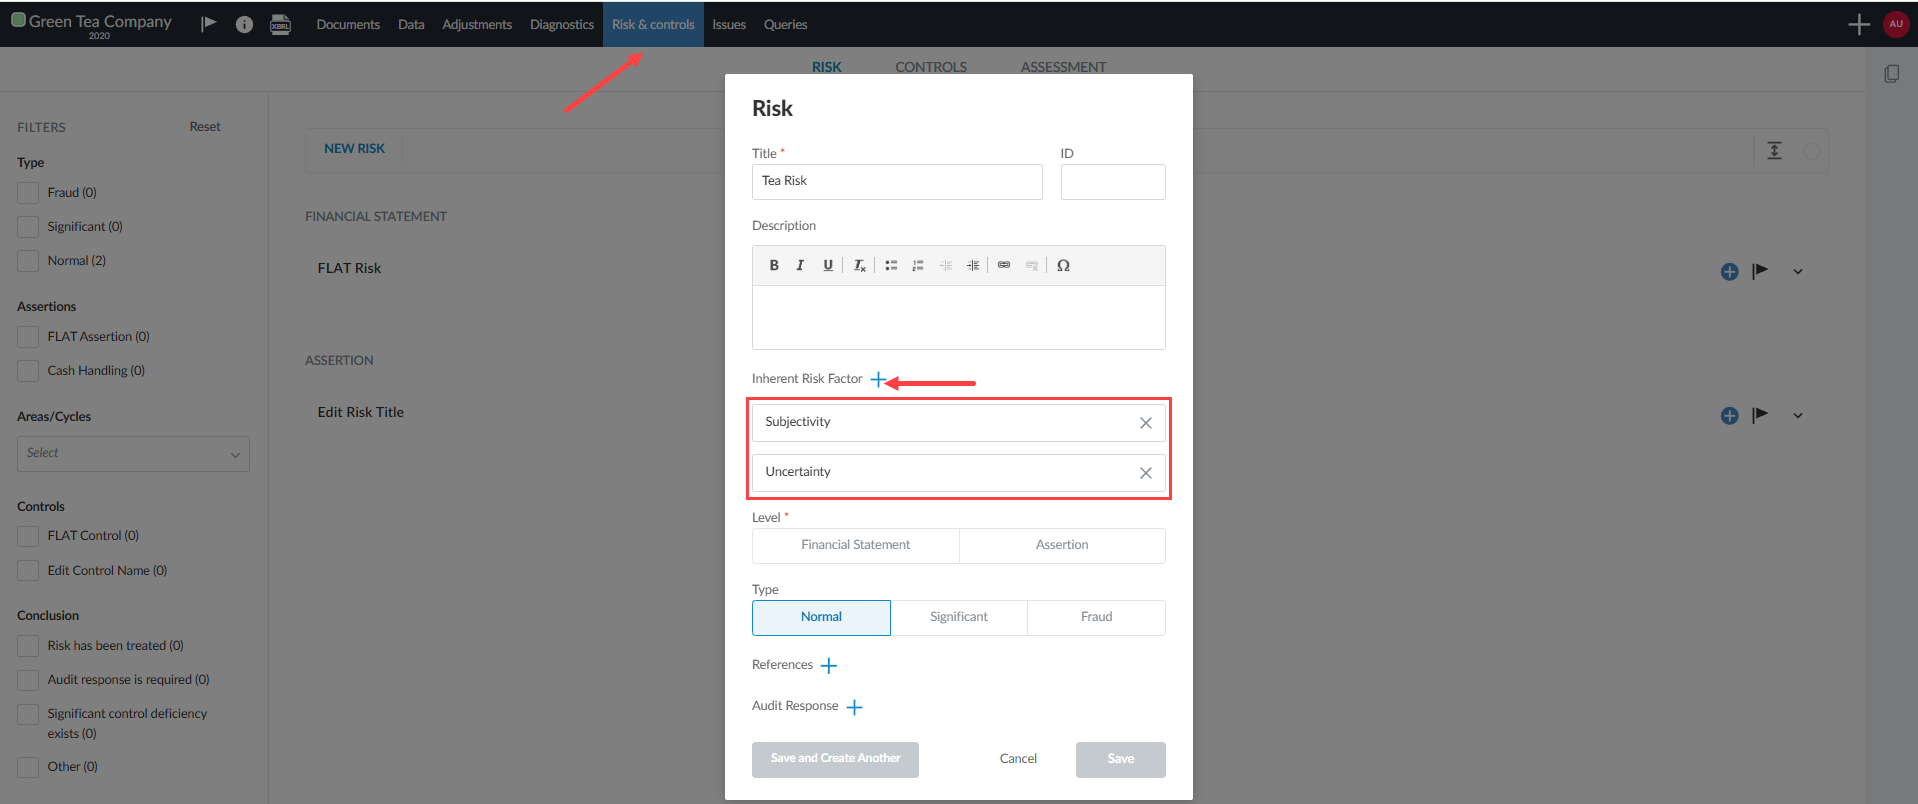 Green Tea Company
2020
XBRL
Documents
Data
Adjustments
Diagnostics
Risk & controls
Issues
Queries
AU
RISK
CONTROLS
ASSESSMENT
FILTERS
Reset
Type
Fraud (0)
Significant (0)
Normal (2)
Assertions
FLAT Assertion (0)
Cash Handling (0)
Areas/Cycles
Select
Controls
FLAT Control (0)
Edit Control Name (0)
Conclusion
Risk has been treated (0)
Audit response is required (0)
Significant control deficiency
exists (0)
Other (0)
NEW RISK
FINANCIAL STATEMENT
FLAT Risk
ASSERTION
Edit Risk Title
Risk
Title *
ID
Tea Risk
Description
B I U Tx Ω
Inherent Risk Factor
Subjectivity
Uncertainty
Level *
Financial Statement
Assertion
Type
Normal
Significant
Fraud
References
Audit Response
Save and Create Another
Cancel
Save